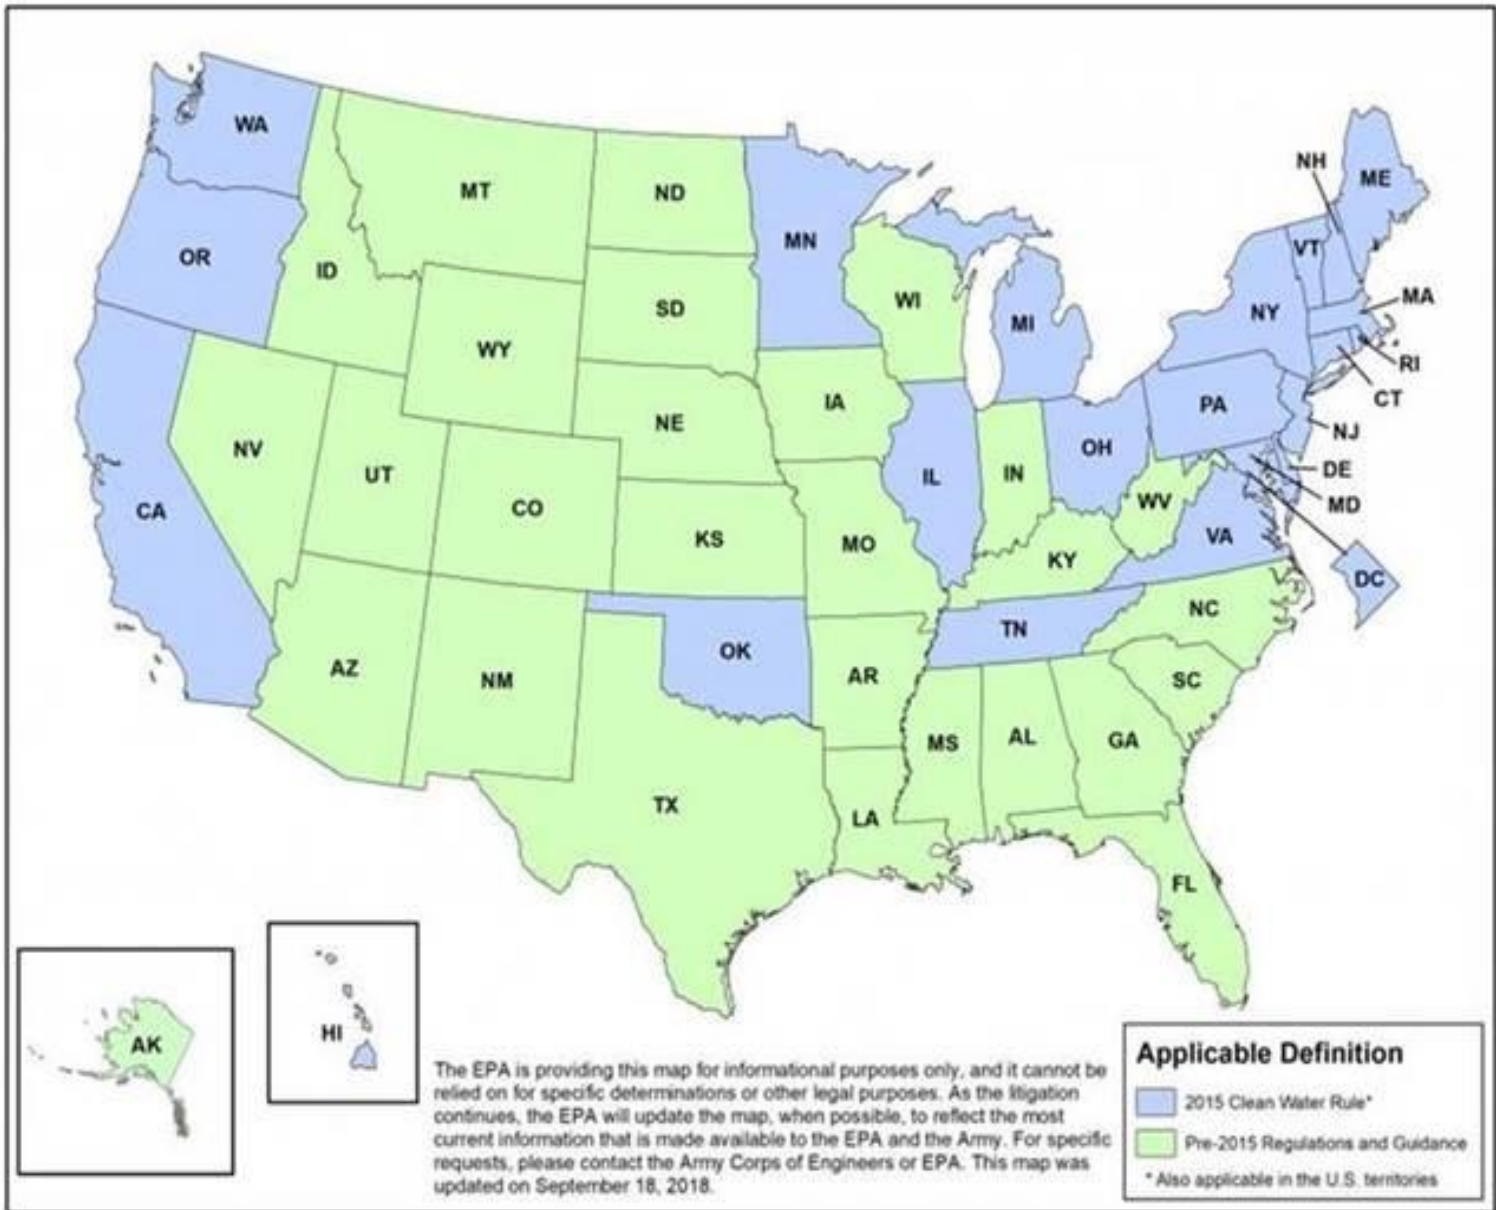 WA
NH
ME
MT
ND
MN
VT
OR
ID
MA
WI
SD
NY
MI
WY
RI
CT
IA
PA
NE
NJ
NV
OH
DE
UT
IN
IL
CO
WV
MD
CA
VA
KS
MO
KY
DC
NC
TN
OK
AZ
AR
NM
SC
MS
AL
GA
TX
LA
FL
HI
AK
The EPA is providing this map for informational purposes only, and it cannot be
relied on for specific determinations or other legal purposes. As the litigation
continues, the EPA will update the map, when possible, to reflect the most
current information that is made available to the EPA and the Army. For specific
requests, please contact the Army Corps of Engineers or EPA. This map was
updated on September 18, 2018.
Applicable Definition
2015 Clean Water Rule*
Pre-2015 Regulations and Guidance
* Also applicable in the U.S. territories